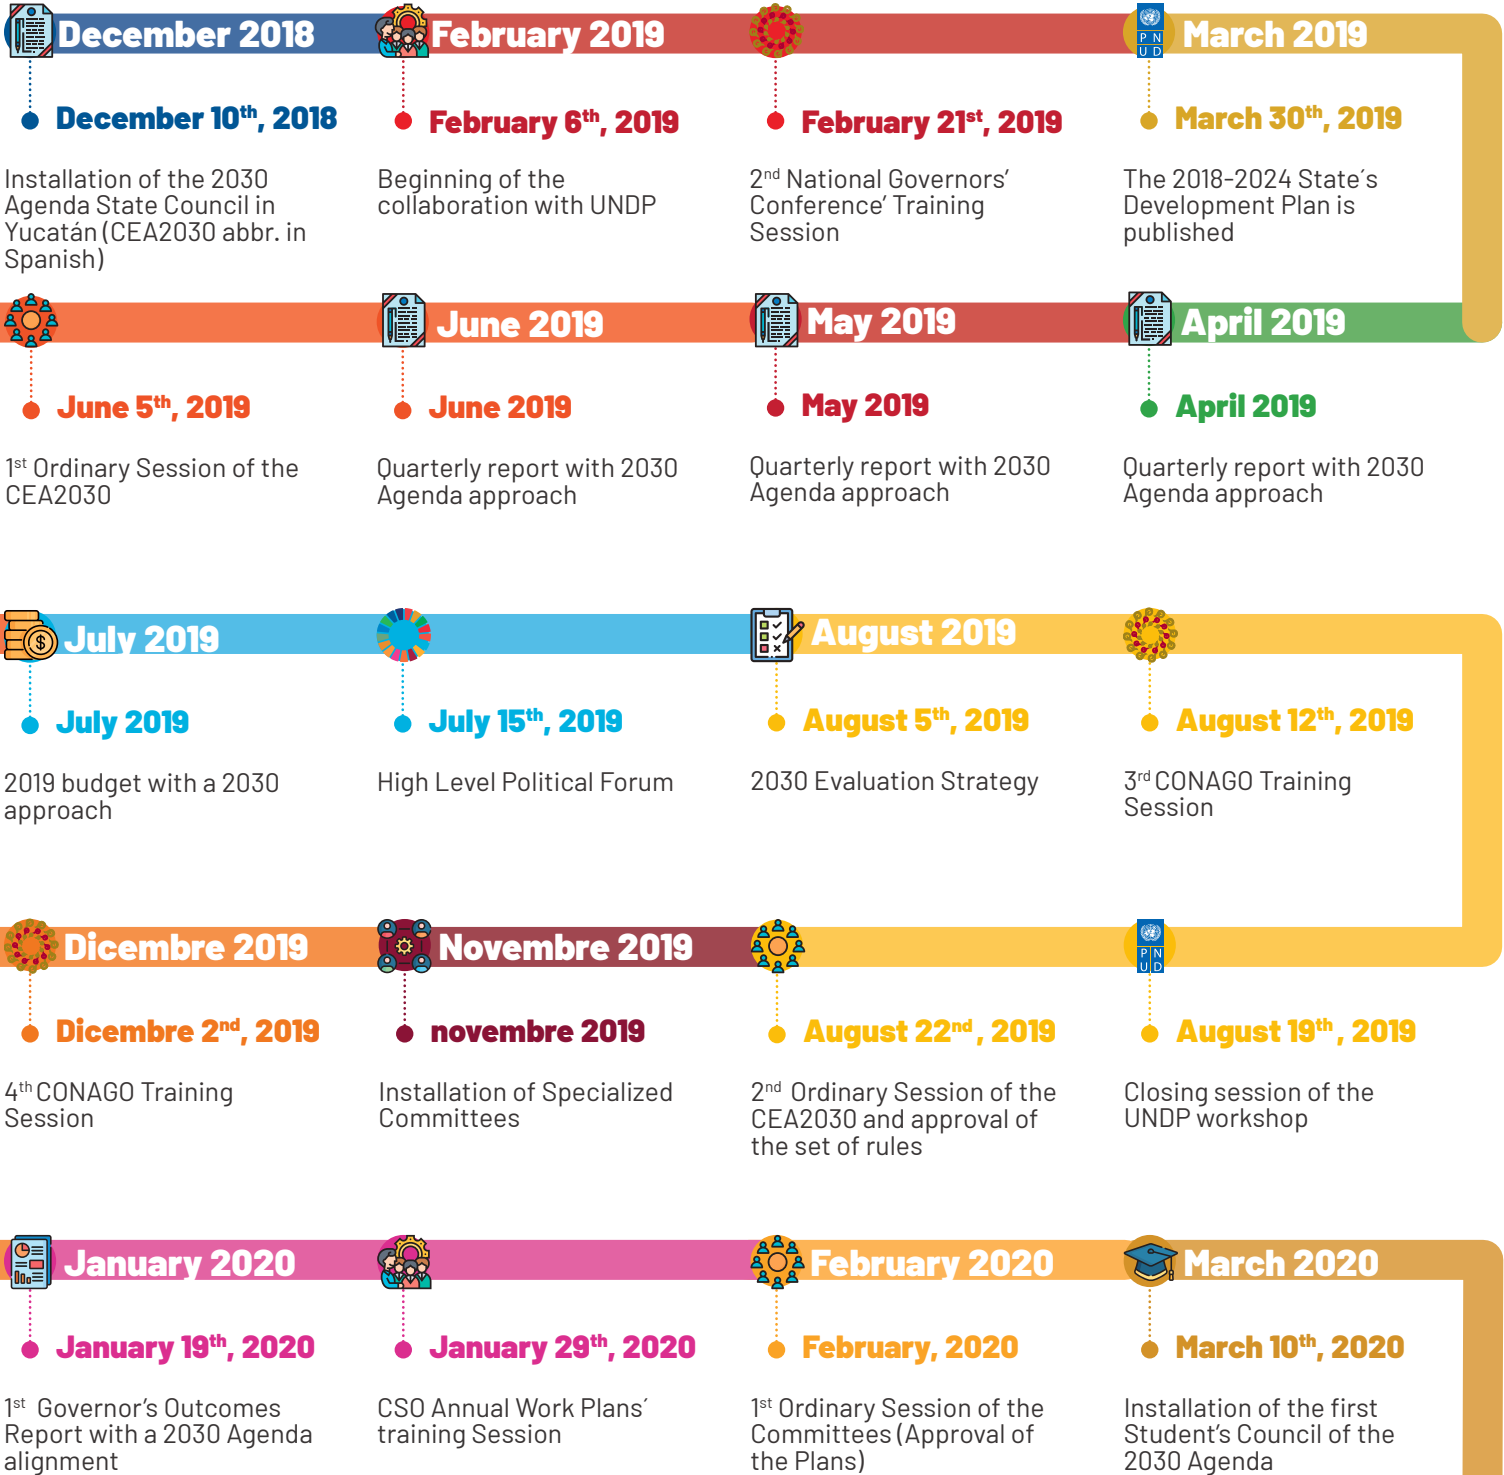 December 2018
February 2019
PN
UD
March 2019
December 10th, 2018
February 6th, 2019
February 21st, 2019
March 30th, 2019
Installation of the 2030
Agenda State Council in
Yucatán (CEA2030 abbr. in
Spanish)
Beginning of the
collaboration with UNDP
2nd National Governors’
Conference’ Training
Session
The 2018-2024 State´s
Development Plan is
published
June 2019
May 2019
April 2019
June 5th, 2019
June 2019
May 2019
April 2019
1st Ordinary Session of the
CEA2030
Quarterly report with 2030
Agenda approach
Quarterly report with 2030
Agenda approach
Quarterly report with 2030
Agenda approach
July 2019
August 2019
July 2019
July 15th, 2019
August 5th, 2019
August 12th, 2019
2019 budget with a 2030
approach
High Level Political Forum
2030 Evaluation Strategy
3rd CONAGO Training
Session
Dicembre 2019
Novembre 2019
PN
UD
Dicembre 2nd, 2019
novembre 2019
August 22nd , 2019
August 19th , 2019
4th CONAGO Training
Session
Installation of Specialized
Committees
2nd Ordinary Session of the
CEA2030 and approval of
the set of rules
Closing session of the
UNDP workshop
January 2020
February 2020
March 2020
January 19th, 2020
January 29th, 2020
February, 2020
March 10th, 2020
1st Governor’s Outcomes
Report with a 2030 Agenda
alignment
CSO Annual Work Plans´
training Session
1st Ordinary Session of the
Committees (Approval of
the Plans)
Installation of the first
Student’s Council of the
2030 Agenda